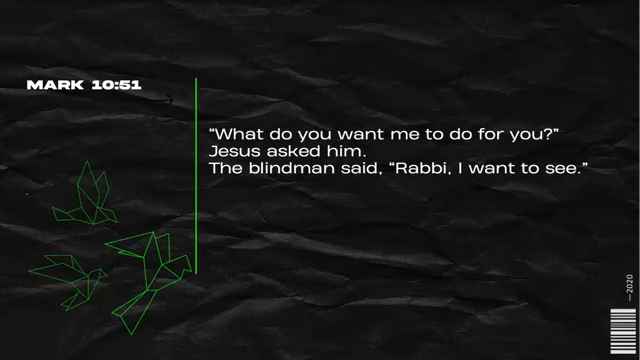 MARK 10:51
“What do you want me to do for you?”
Jesus asked him.
The blindman said, “Rabbi, I want to see.”
—2020